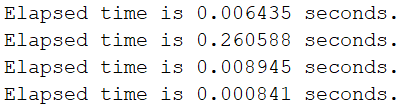 Elapsed time is 0.006435 seconds.
Elapsed time is 0.260588 seconds.
Elapsed time is 0.008945 seconds.
Elapsed time is 0.000841 seconds.